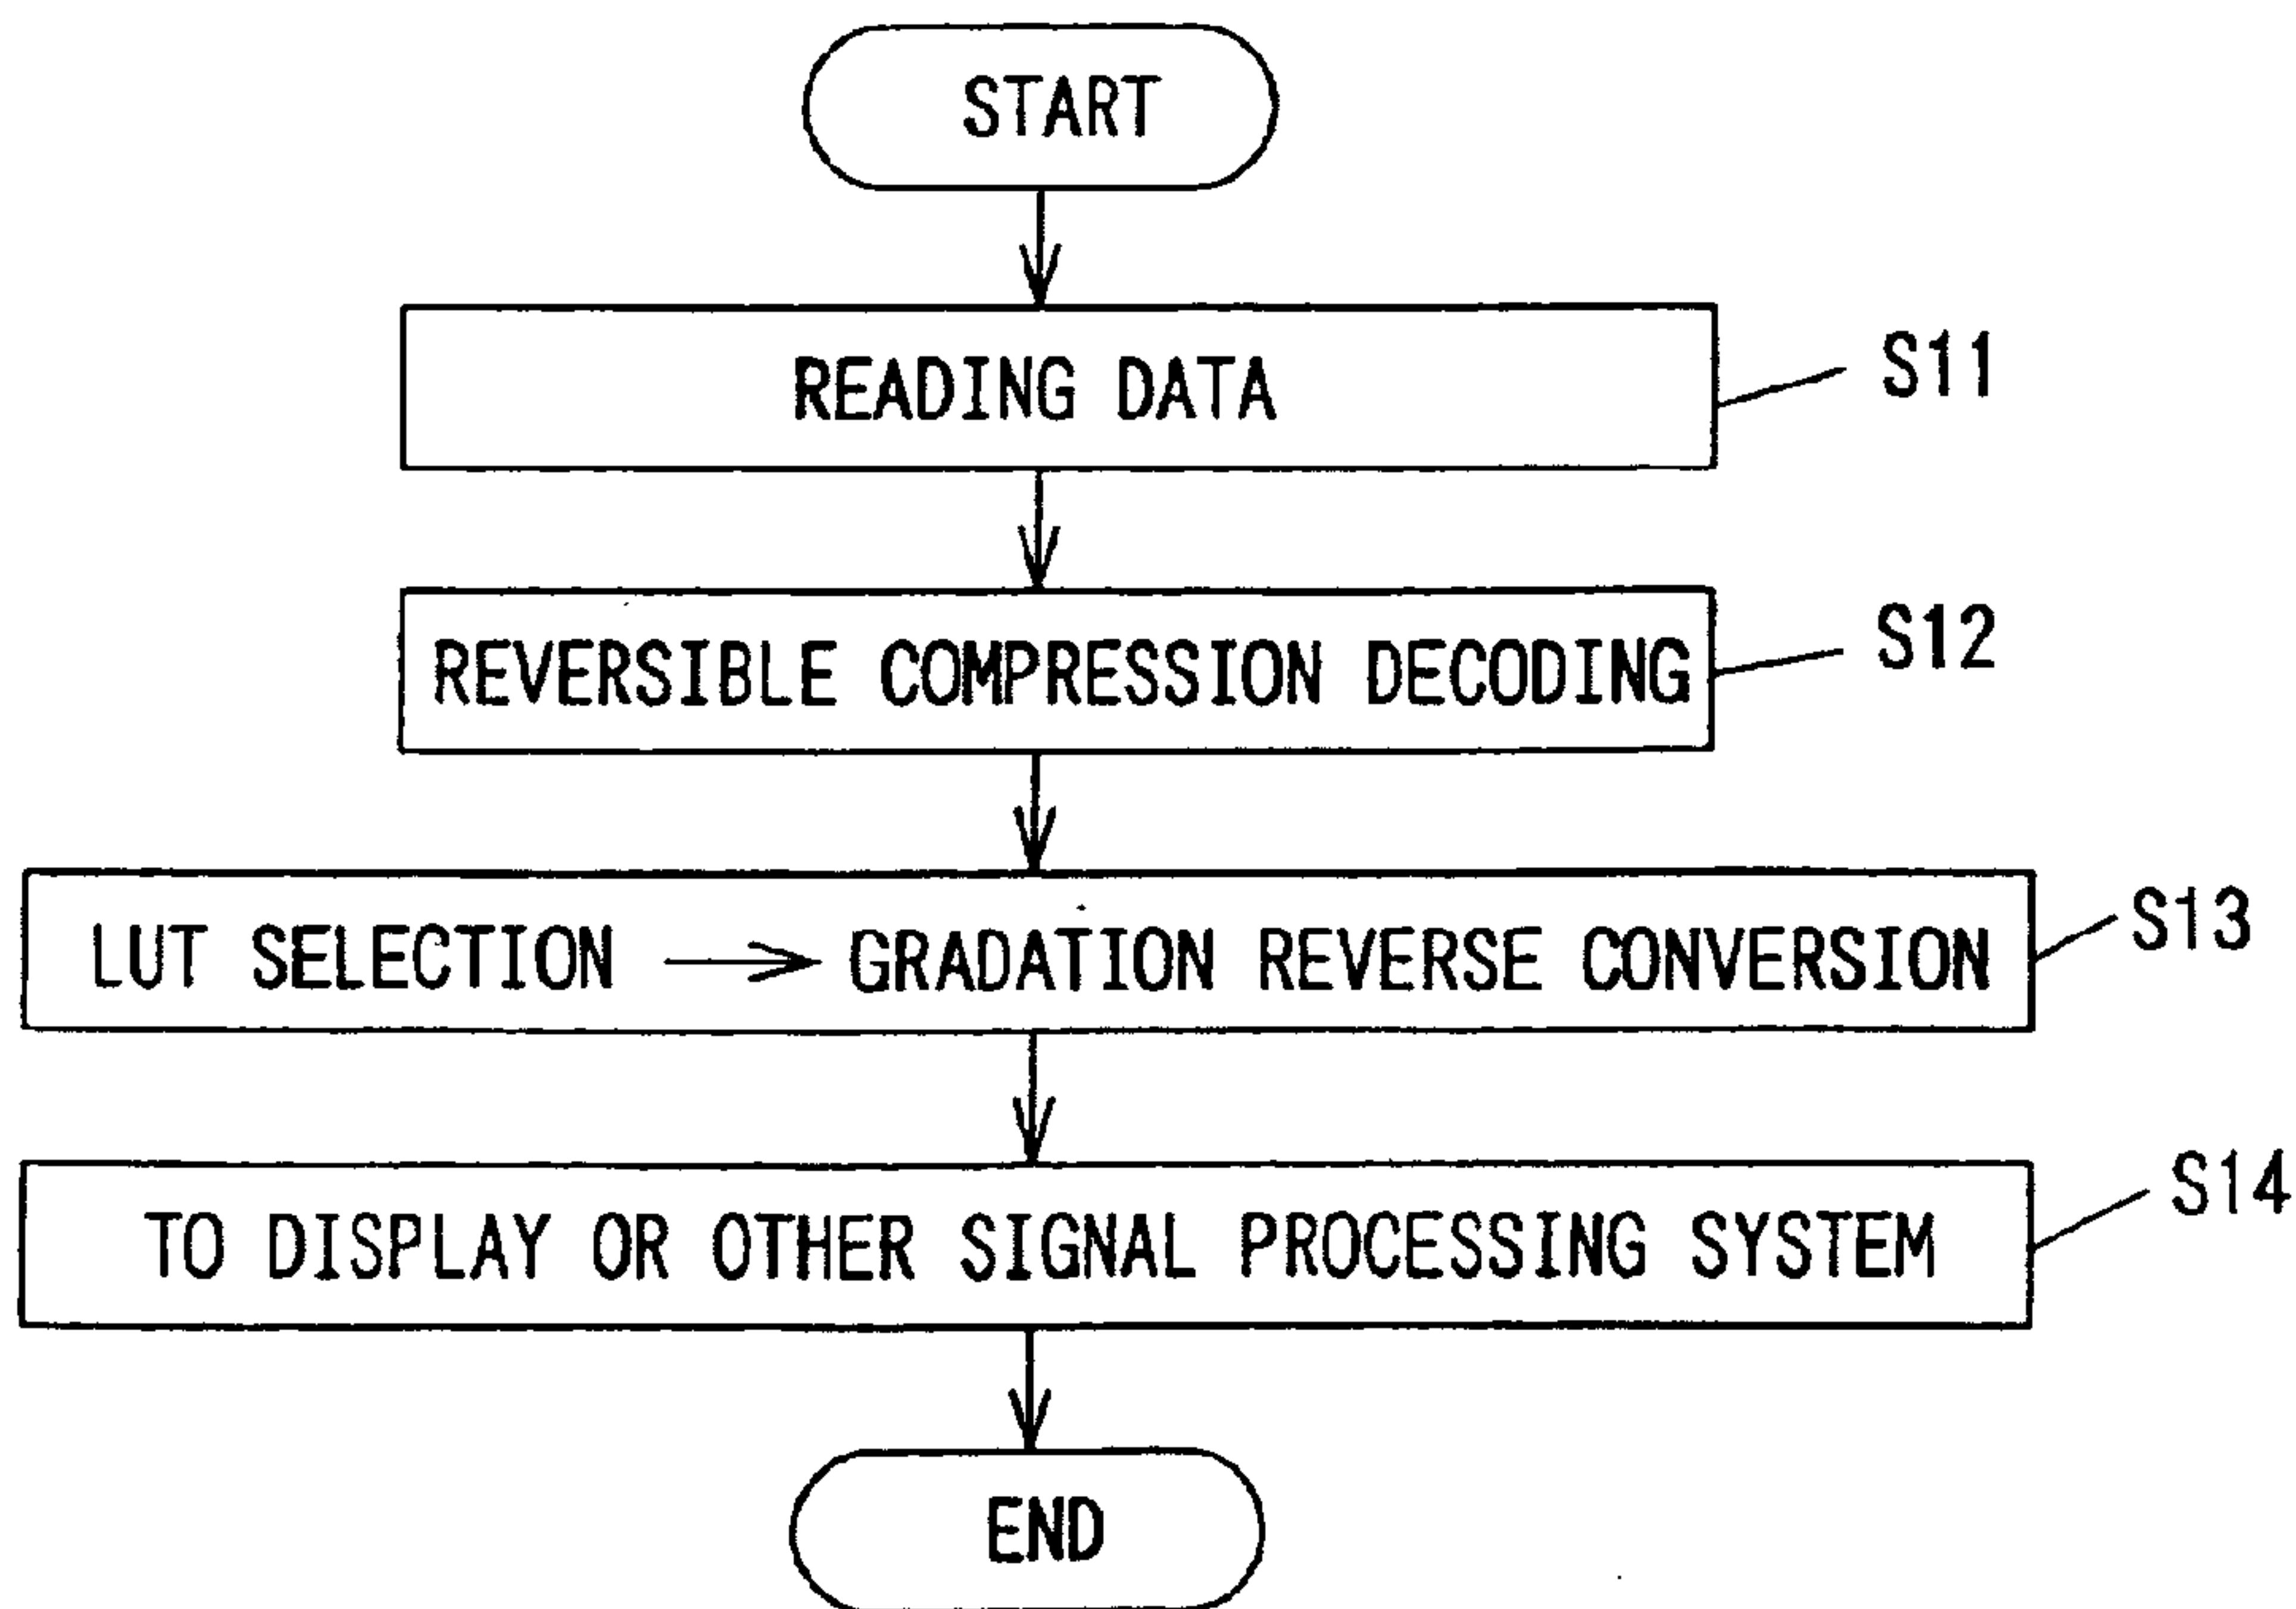 START
READING DATA
S11
REVERSIBLE COMPRESSION DECODING
S12
LUT SELECTION → GRADATION REVERSE CONVERSION
S13
TO DISPLAY OR OTHER SIGNAL PROCESSING SYSTEM
S14
END